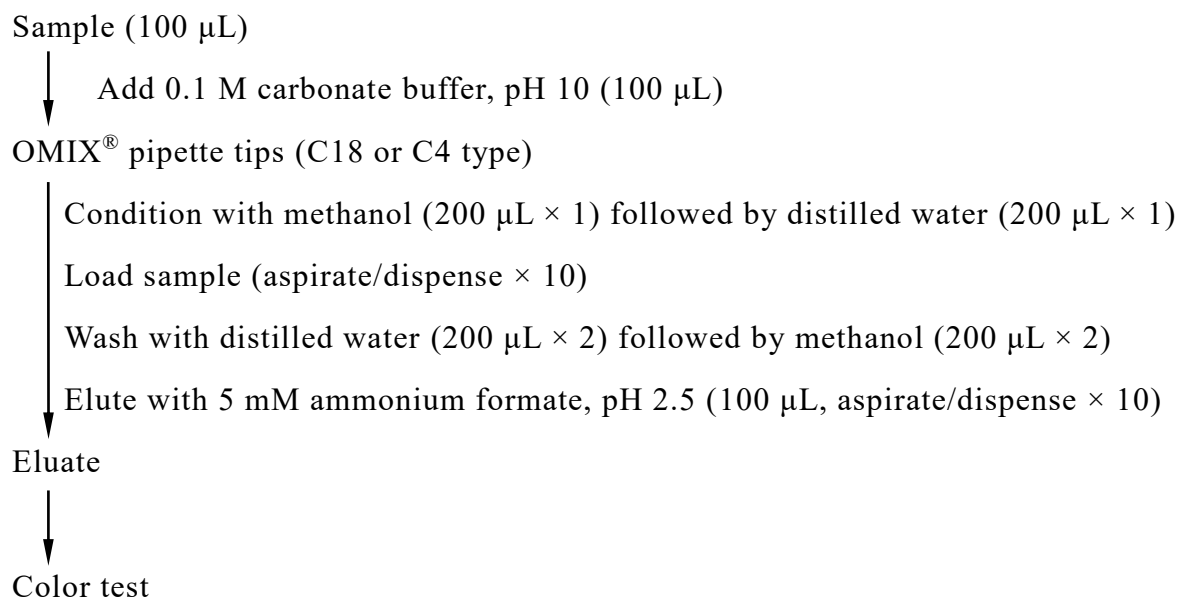 Sample (100 μL)
Add 0.1 M carbonate buffer, pH 10 (100 μL)
OMIX® pipette tips (C18 or C4 type)
Condition with methanol (200 μL × 1) followed by distilled water (200 μL × 1)
Load sample (aspirate/dispense × 10)
Wash with distilled water (200 μL × 2) followed by methanol (200 μL × 2)
Elute with 5 mM ammonium formate, pH 2.5 (100 μL, aspirate/dispense × 10)
Eluate
Color test